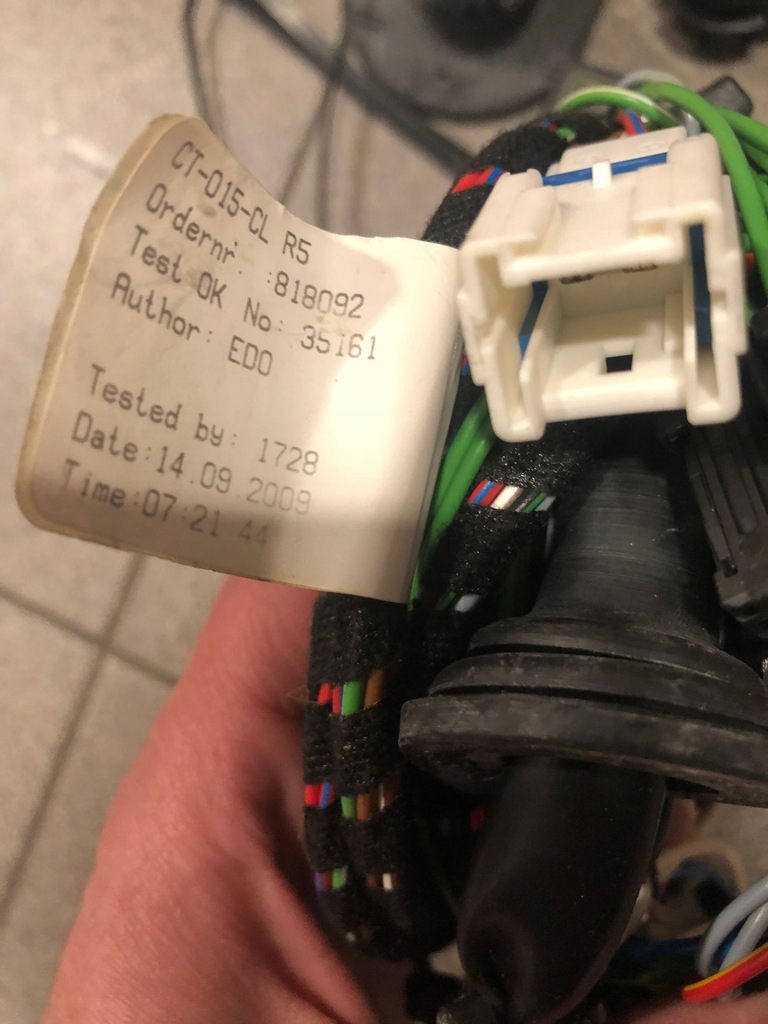 CT-015-CL R5
Ordernr. :818092
Test OK No: 35161
Author: EDO
Tested by: 1728
Date:14.09.2009
Time:07:21 44